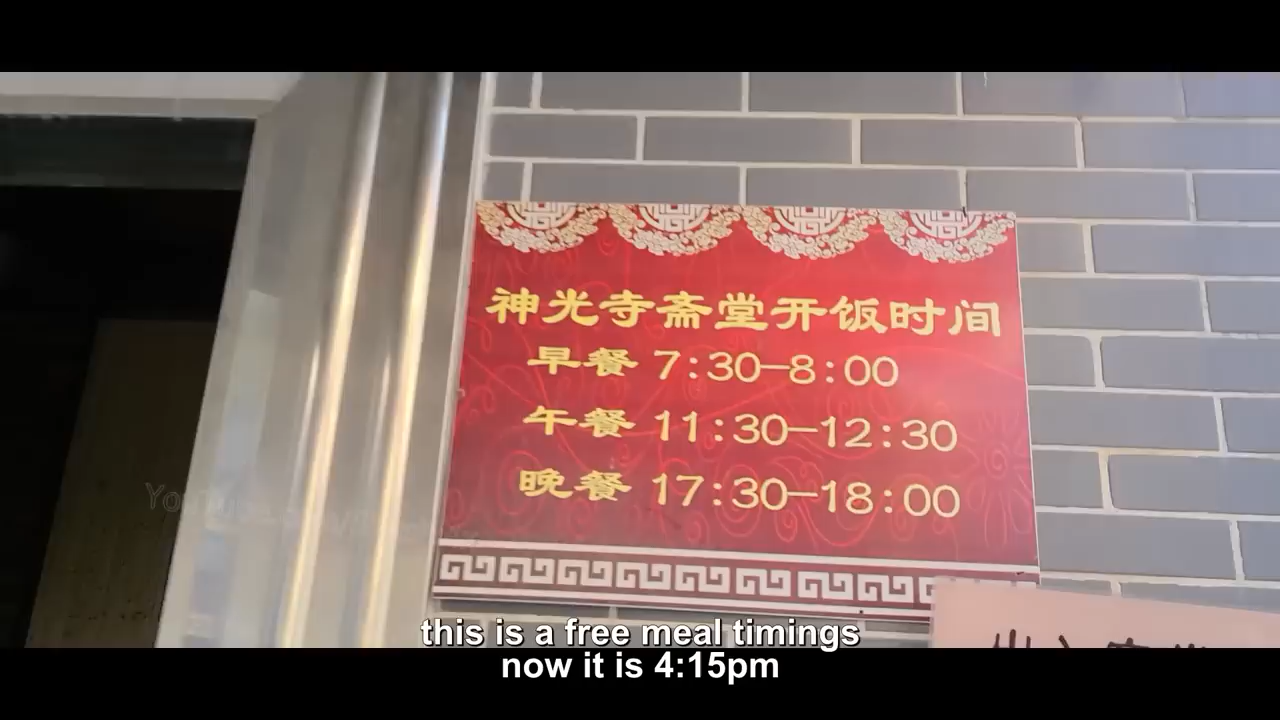 神光寺斋堂开饭时间
早餐 7:30—8:00
午餐 11:30—12:30
晚餐 17:30—18:00
this is a free meal timings
now it is 4:15pm